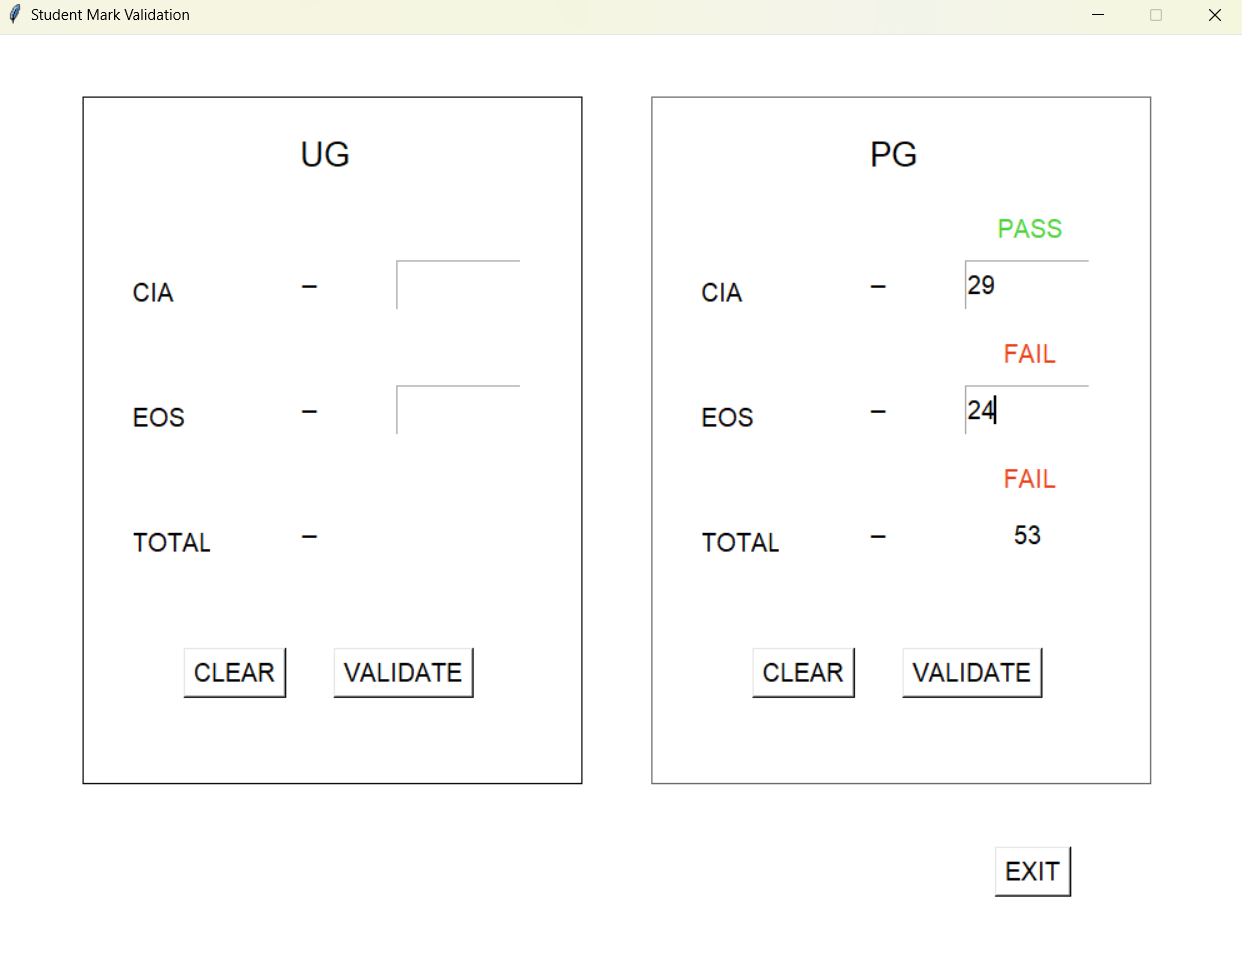 Student Mark Validation
UG
CIA –
EOS –
TOTAL –
CLEAR VALIDATE
PG
PASS
CIA – 29
FAIL
EOS – 24
FAIL
TOTAL – 53
CLEAR VALIDATE
EXIT